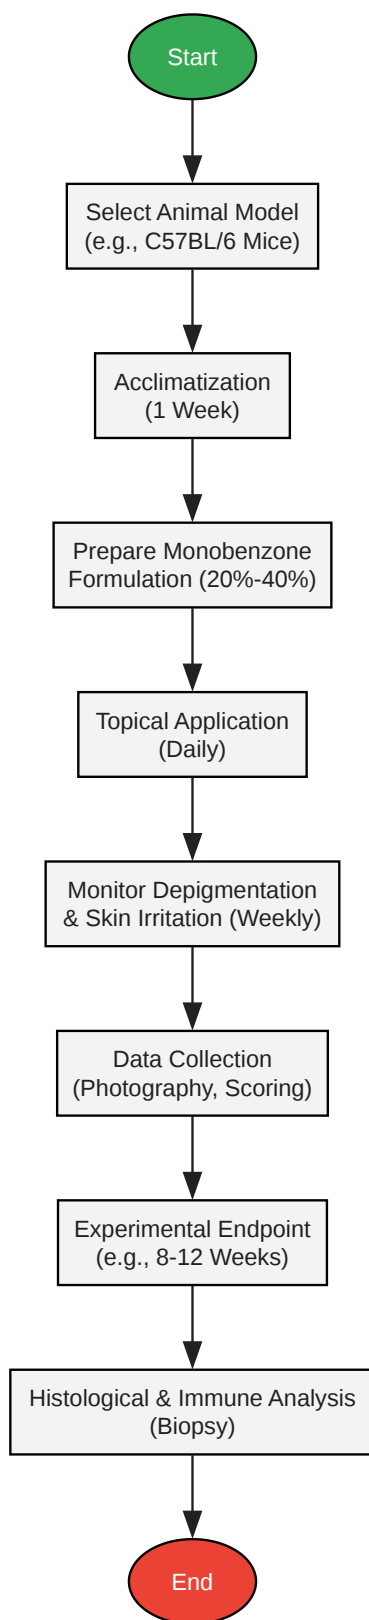 Start
Select Animal Model
(e.g., C57BL/6 Mice)
Acclimatization
(1 Week)
Prepare Monobenzone
Formulation (20%-40%)
Topical Application
(Daily)
Monitor Depigmentation
& Skin Irritation (Weekly)
Data Collection
(Photography, Scoring)
Experimental Endpoint
(e.g., 8-12 Weeks)
Histological & Immune Analysis
(Biopsy)
End